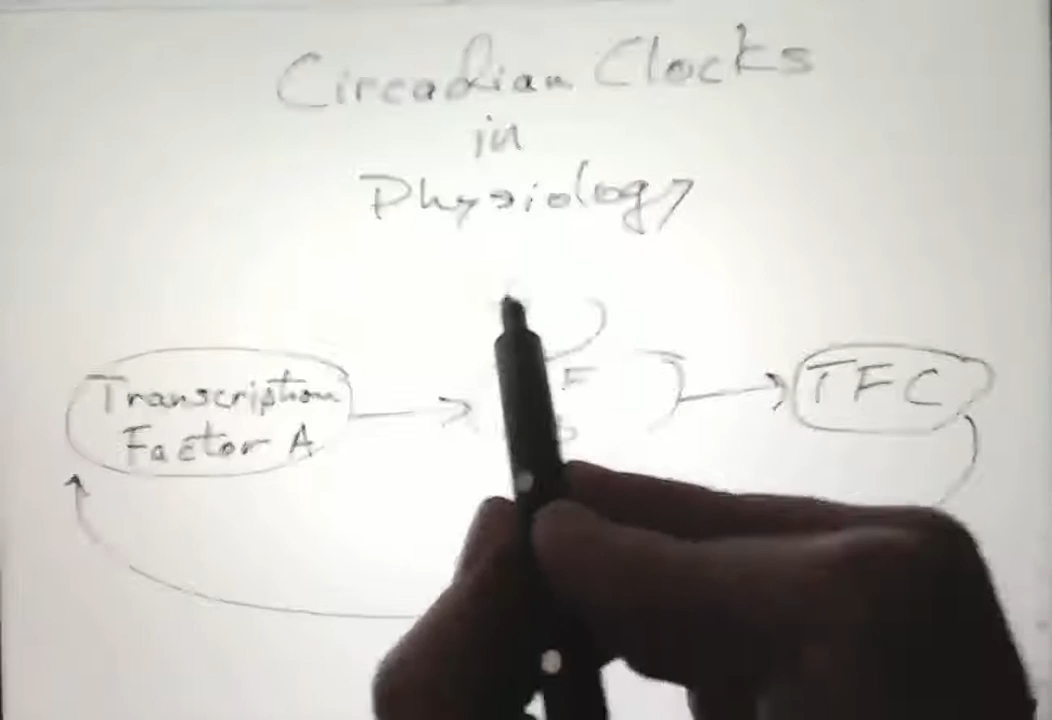 Circadian Clocks
in
Physiology
Transcription
Factor A
TFC